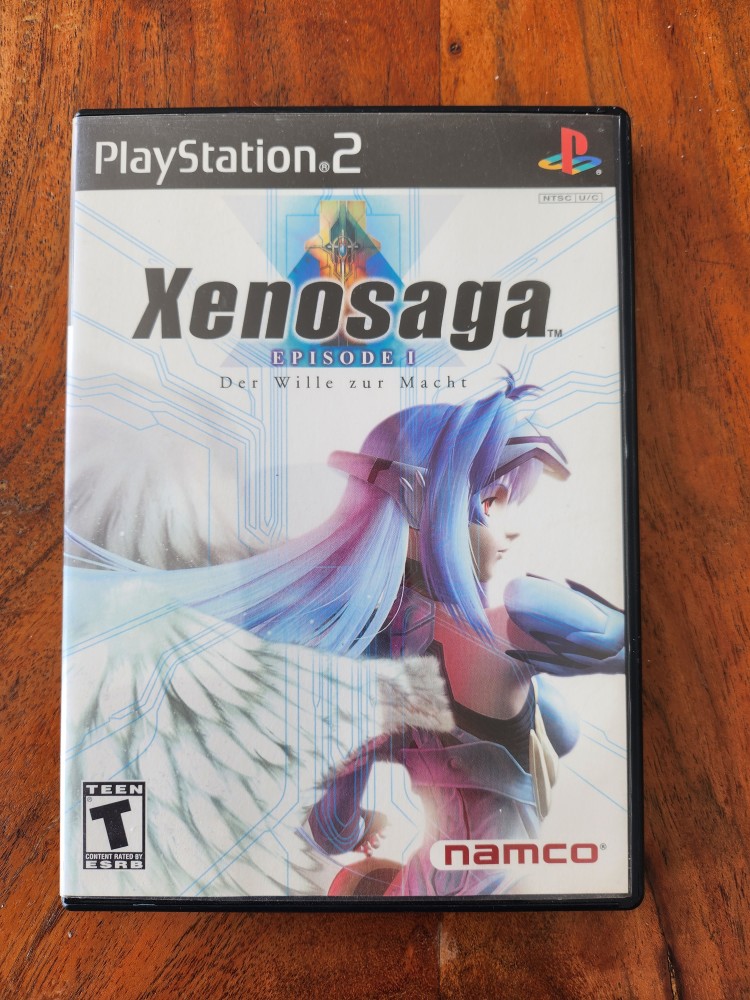 PlayStation®2
NTSC U/C
Xenosaga™
EPISODE I
Der Wille zur Macht
TEEN
T
CONTENT RATED BY
ESRB
namco®